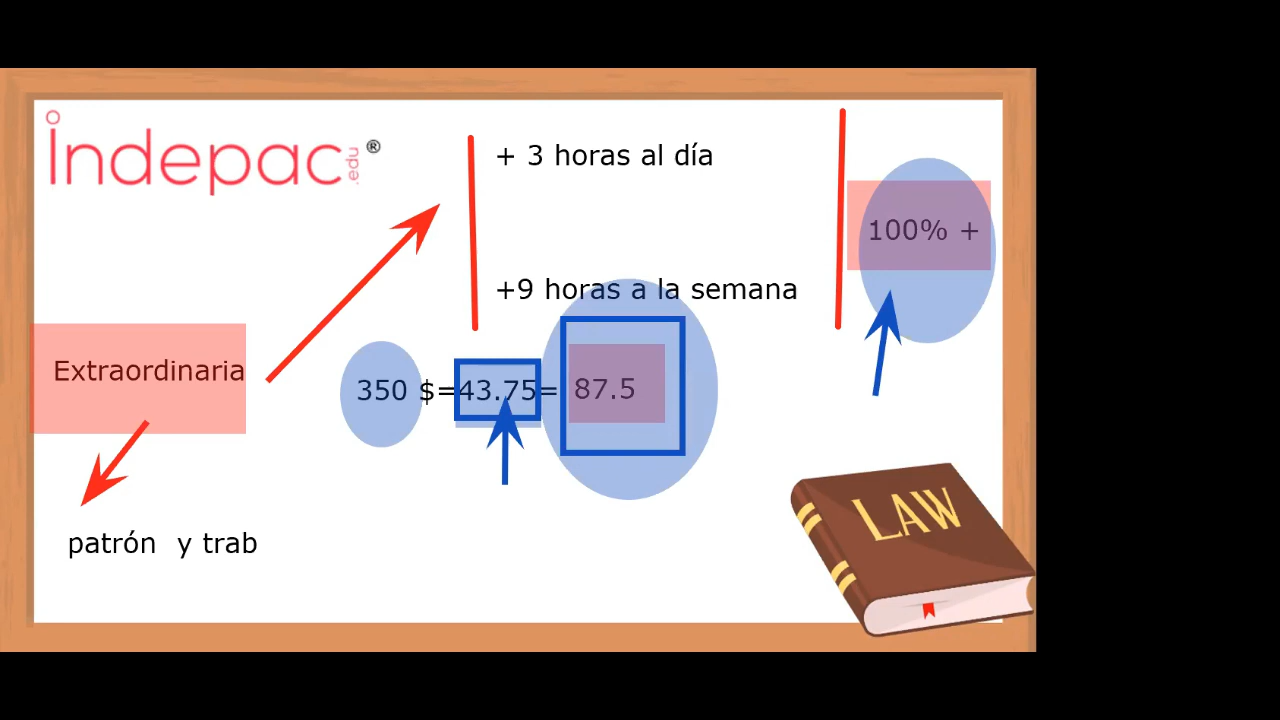 Indepac.edu®
+ 3 horas al día
100% +
+9 horas a la semana
Extraordinaria
350 $=43.75= 87.5
patrón y trab
LAW